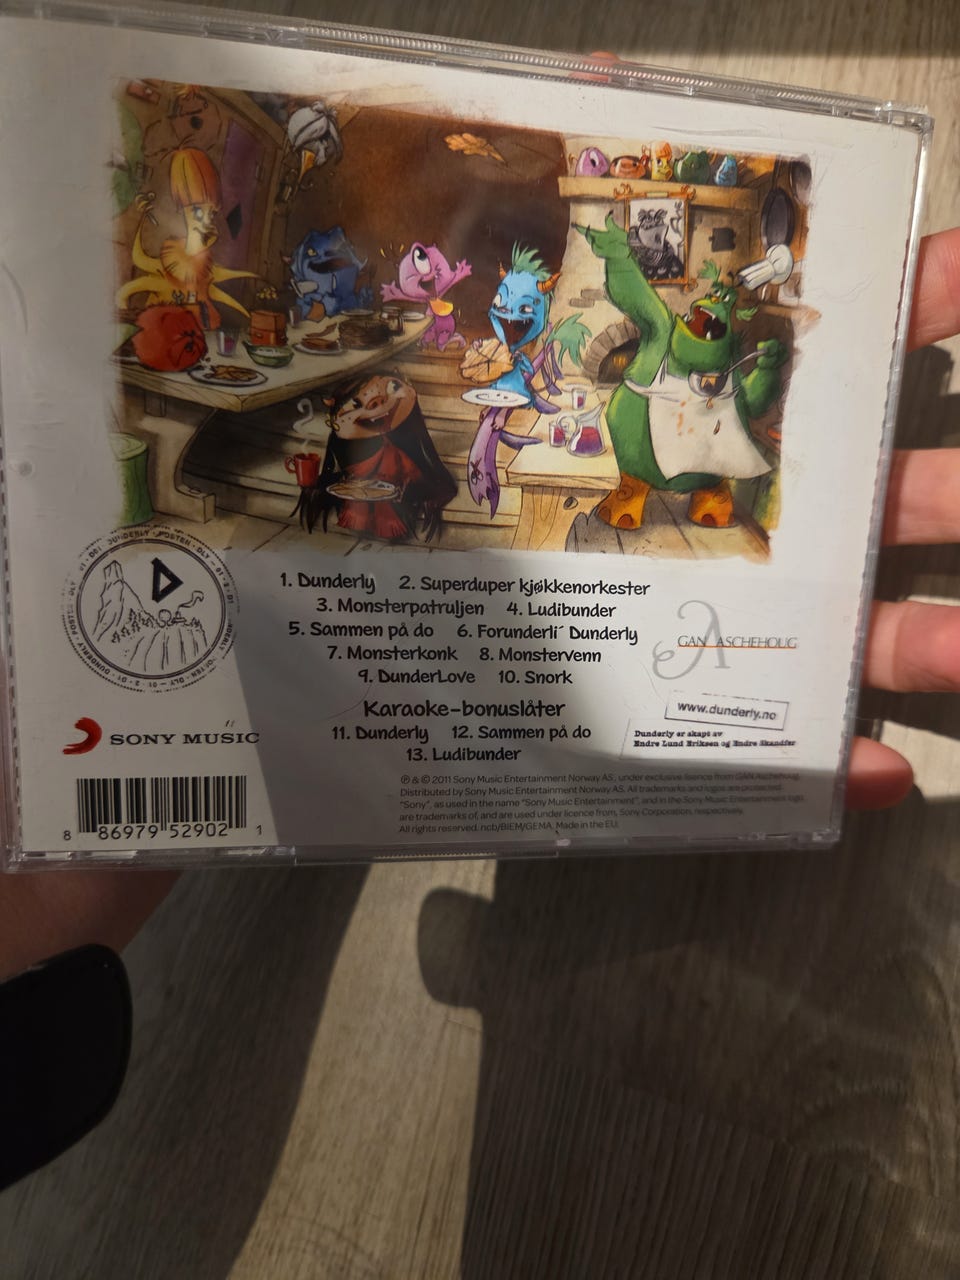 1. Dunderly 2. Superduper kjøkkenorkester
3. Monsterpatruljen 4. Ludibunder
5. Sammen på do 6. Forunderli´ Dunderly
7. Monsterkonk 8. Monstervenn
9. DunderLove 10. Snork
Karaoke-bonuslåter
11. Dunderly 12. Sammen på do
13. Ludibunder
GAN ASCHEHOUG
www.dunderly.no
Dunderly er skapt av
Endre Lund Eriksen og Endre Skandfer
SONY MUSIC
8 86979 52902 1
℗ & © 2011 Sony Music Entertainment Norway AS, under exclusive lisence from GAN Aschehoug.
Distributed by Sony Music Entertainment Norway AS. All trademarks and logos are protected.
"Sony", as used in the name "Sony Music Entertainment", and in the Sony Music Entertainment logo,
are trademarks of, and are used under licence from, Sony Corporation, respectively.
All rights reserved. ncb/BIEM/GEMA. Made in the EU.